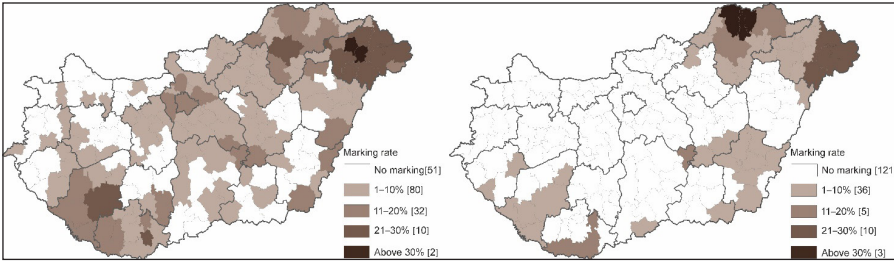 Marking rate
No marking[51]
1–10% [80]
11–20% [32]
21–30% [10]
Above 30% [2]
Marking rate
No marking [121]
1–10% [36]
11–20% [5]
21–30% [10]
Above 30% [3]